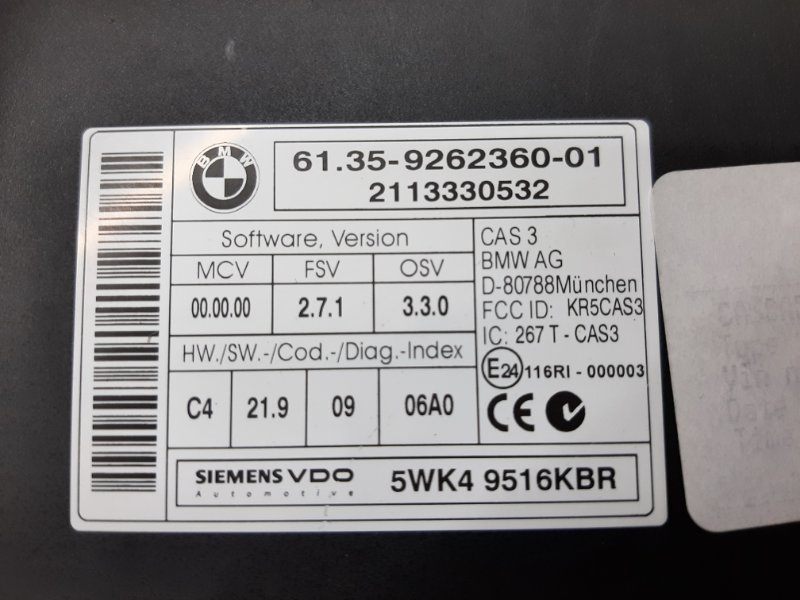 BMW
61.35-9262360-01
2113330532
Software, Version
MCV FSV OSV
00.00.00 2.7.1 3.3.0
HW./SW.-/Cod.-/Diag.-Index
C4 21.9 09 06A0
CAS 3
BMW AG
D-80788München
FCC ID: KR5CAS3
IC: 267 T - CAS3
E24 116RI - 000003
CE
SIEMENS VDO
Automotive
5WK4 9516KBR